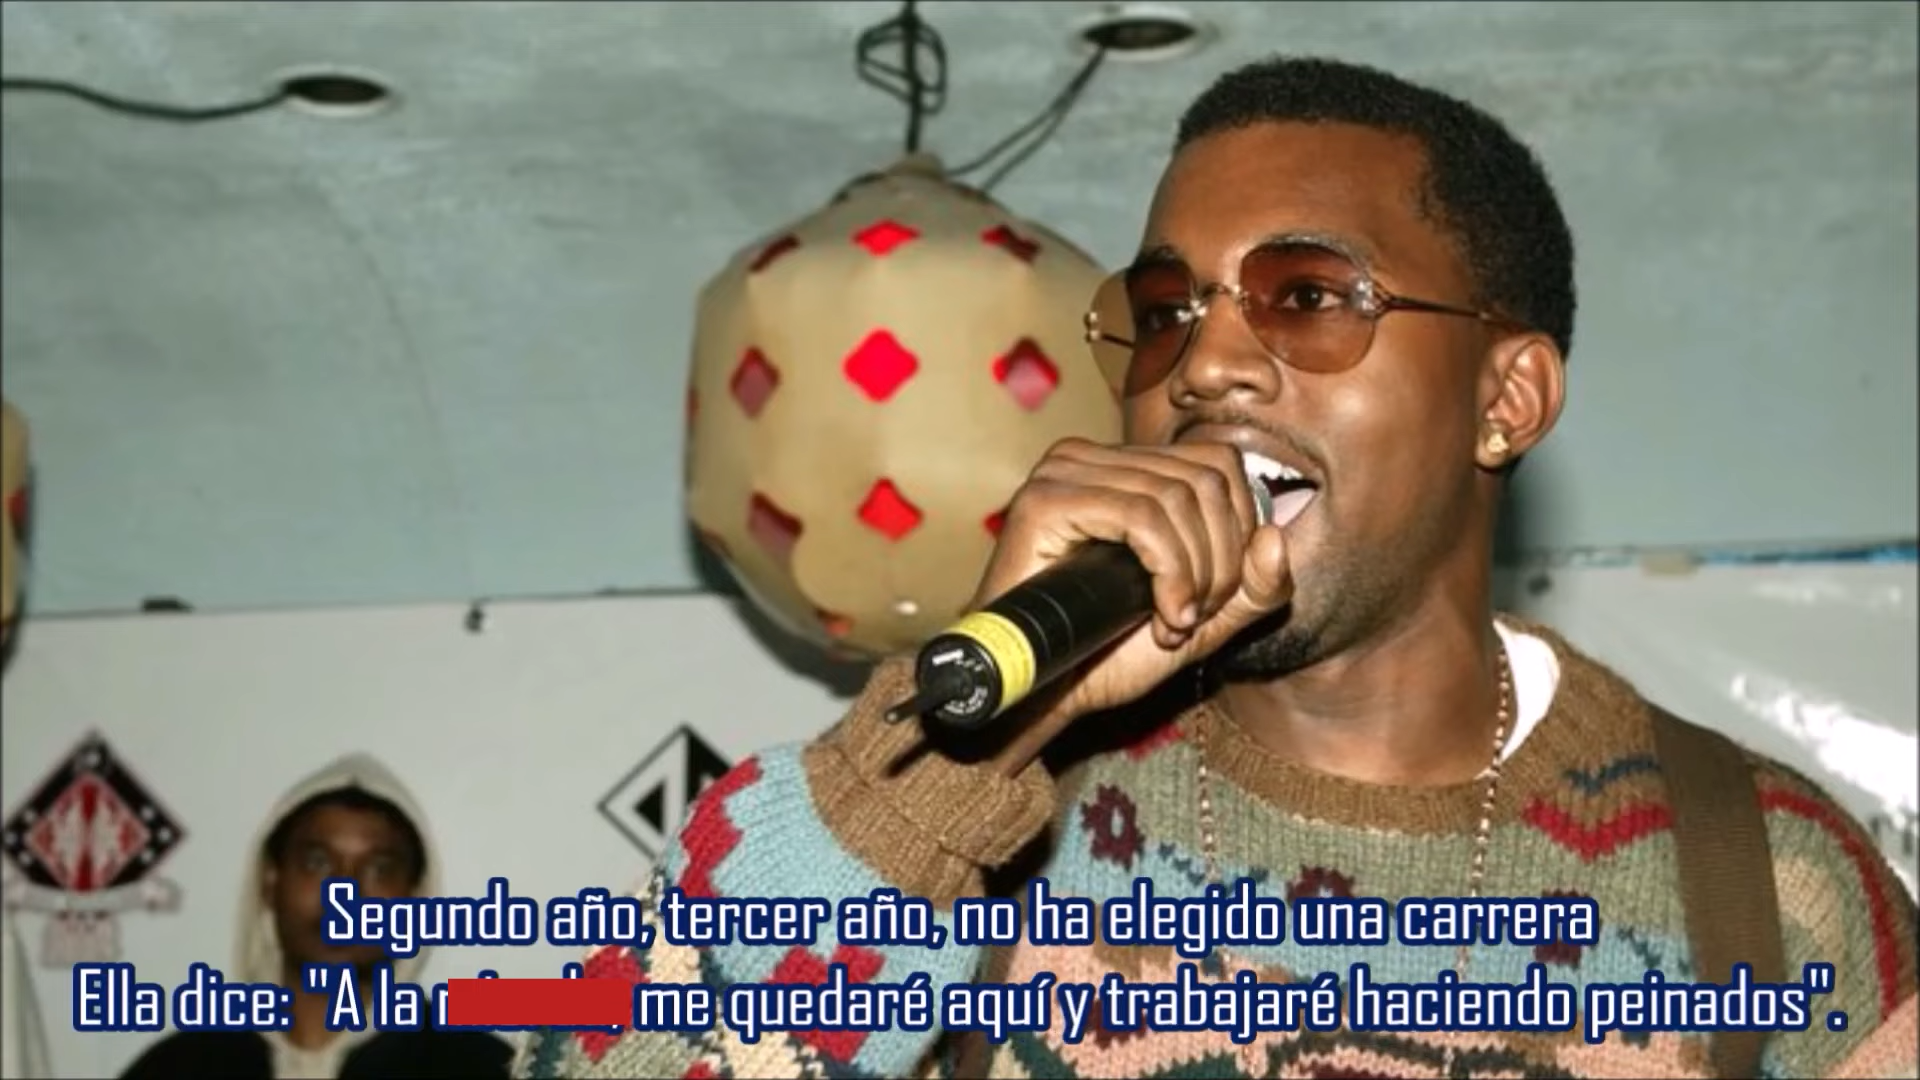 Segundo año, tercer año, no ha elegido una carrera
Ella dice: "A la me quedaré aquí y trabajaré haciendo peinados".